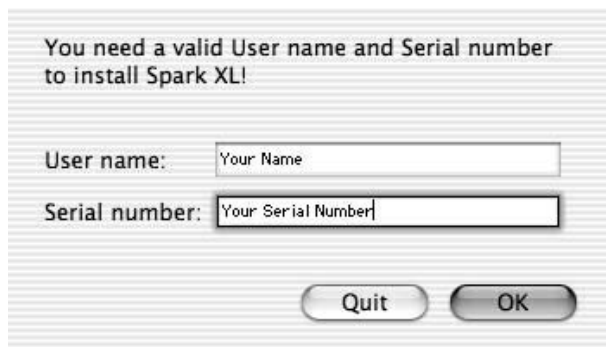 You need a valid User name and Serial number
to install Spark XL!
User name: Your Name
Serial number: Your Serial Number
Quit OK